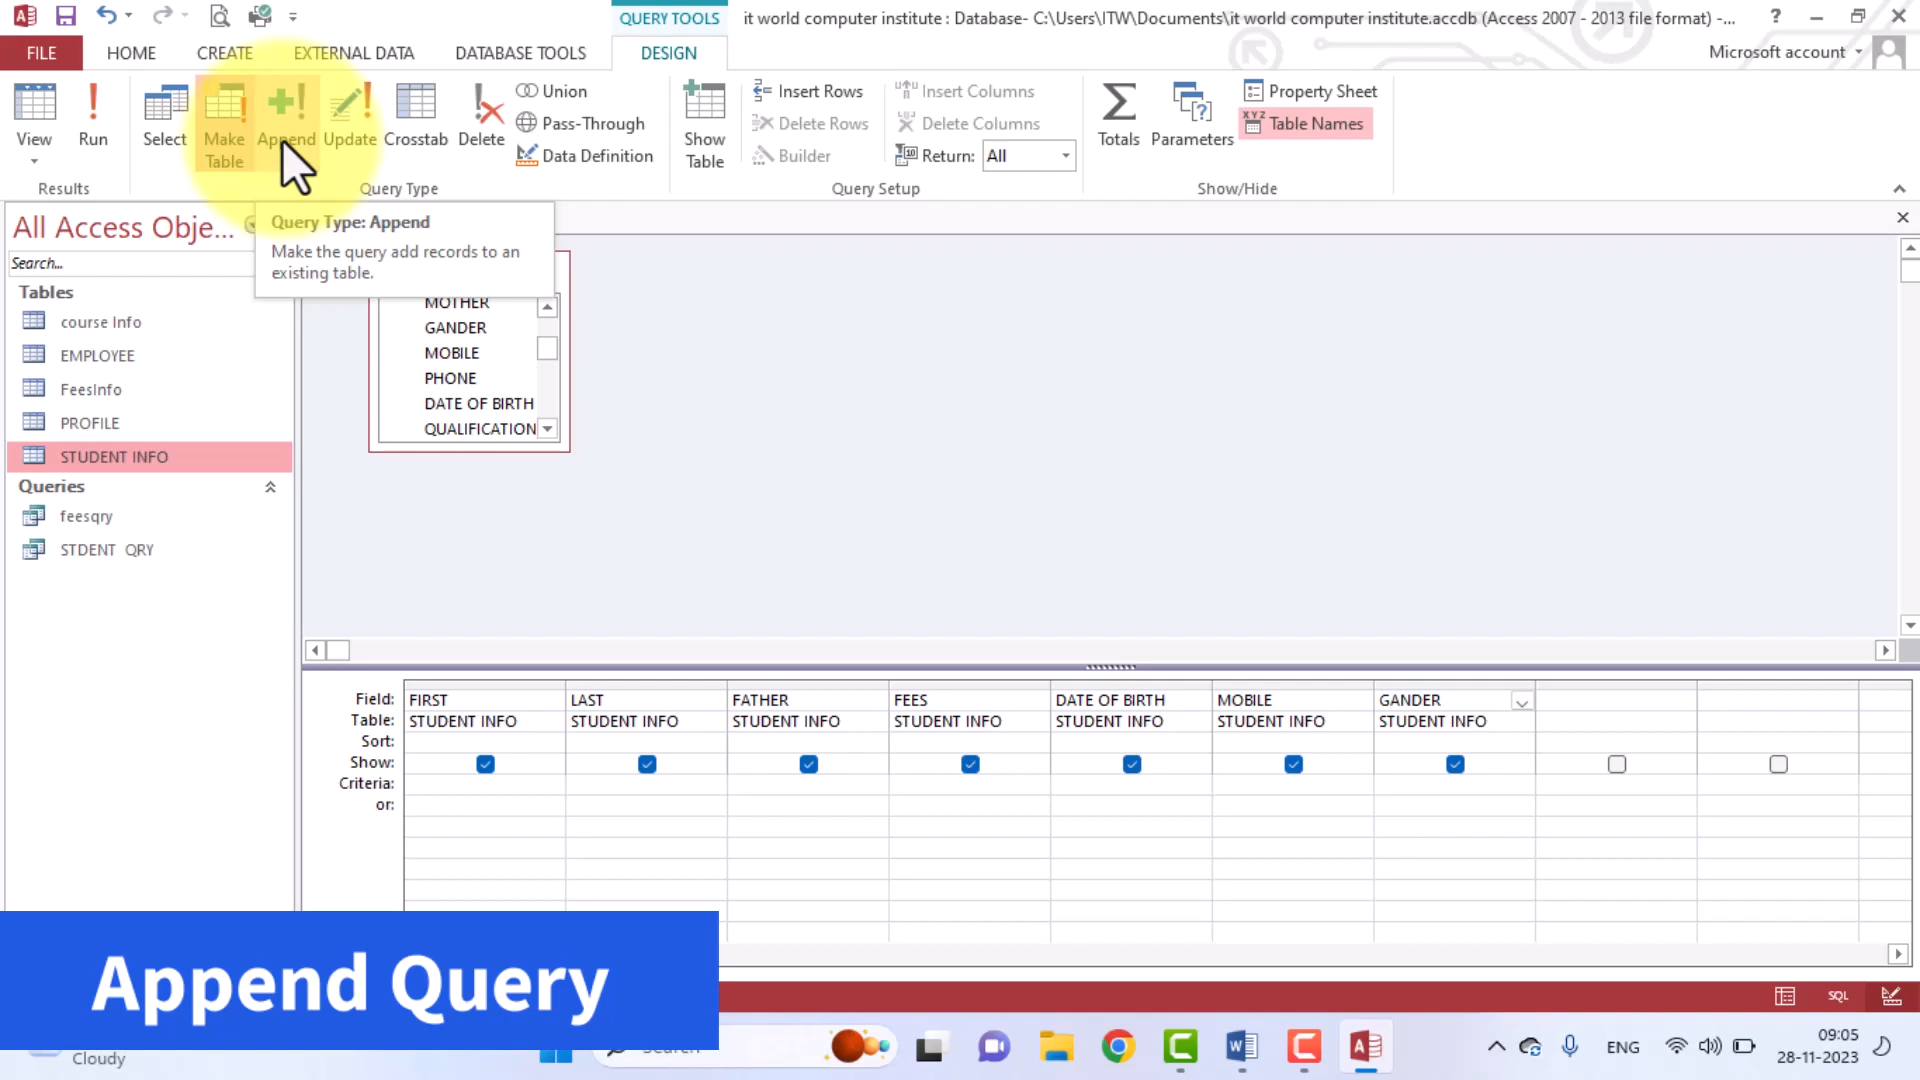 QUERY TOOLS
it world computer institute : Database- C:\Users\ITW\Documents\it world computer institute.accdb (Access 2007 - 2013 file format) -...
?
FILE
HOME
CREATE
EXTERNAL DATA
DATABASE TOOLS
DESIGN
Microsoft account
View
Run
Results
Select
Make Table
Append
Update
Crosstab
Delete
Union
Pass-Through
Data Definition
Query Type
Show Table
Insert Rows
Delete Rows
Builder
Insert Columns
Delete Columns
Return: All
Query Setup
Totals
Parameters
Property Sheet
Table Names
Show/Hide
All Access Obje...
Search...
Query Type: Append
Make the query add records to an
existing table.
Tables
course Info
EMPLOYEE
FeesInfo
PROFILE
STUDENT INFO
Queries
feesqry
STDENT QRY
MOTHER
GANDER
MOBILE
PHONE
DATE OF BIRTH
QUALIFICATION
Field: FIRST LAST FATHER FEES DATE OF BIRTH MOBILE GANDER
Table: STUDENT INFO STUDENT INFO STUDENT INFO STUDENT INFO STUDENT INFO STUDENT INFO STUDENT INFO
Sort:
Show:
Criteria:
or:
Append Query
SQL
Cloudy
Search
ENG
09:05
28-11-2023